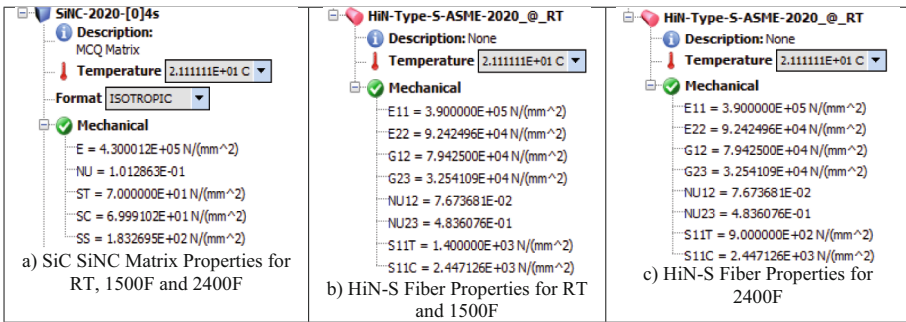 SiNC-2020-[0]4s
Description:
MCQ Matrix
Temperature 2.111111E+01 C
Format ISOTROPIC
Mechanical
E = 4.300012E+05 N/(mm^2)
NU = 1.012863E-01
ST = 7.000000E+01 N/(mm^2)
SC = 6.999102E+01 N/(mm^2)
SS = 1.832695E+02 N/(mm^2)
a) SiC SiNC Matrix Properties for
RT, 1500F and 2400F
HiN-Type-S-ASME-2020_@_RT
Description: None
Temperature 2.111111E+01 C
Mechanical
E11 = 3.900000E+05 N/(mm^2)
E22 = 9.242496E+04 N/(mm^2)
G12 = 7.942500E+04 N/(mm^2)
G23 = 3.254109E+04 N/(mm^2)
NU12 = 7.673681E-02
NU23 = 4.836076E-01
S11T = 1.400000E+03 N/(mm^2)
S11C = 2.447126E+03 N/(mm^2)
b) HiN-S Fiber Properties for RT
and 1500F
HiN-Type-S-ASME-2020_@_RT
Description: None
Temperature 2.111111E+01 C
Mechanical
E11 = 3.900000E+05 N/(mm^2)
E22 = 9.242496E+04 N/(mm^2)
G12 = 7.942500E+04 N/(mm^2)
G23 = 3.254109E+04 N/(mm^2)
NU12 = 7.673681E-02
NU23 = 4.836076E-01
S11T = 9.000000E+02 N/(mm^2)
S11C = 2.447126E+03 N/(mm^2)
c) HiN-S Fiber Properties for
2400F